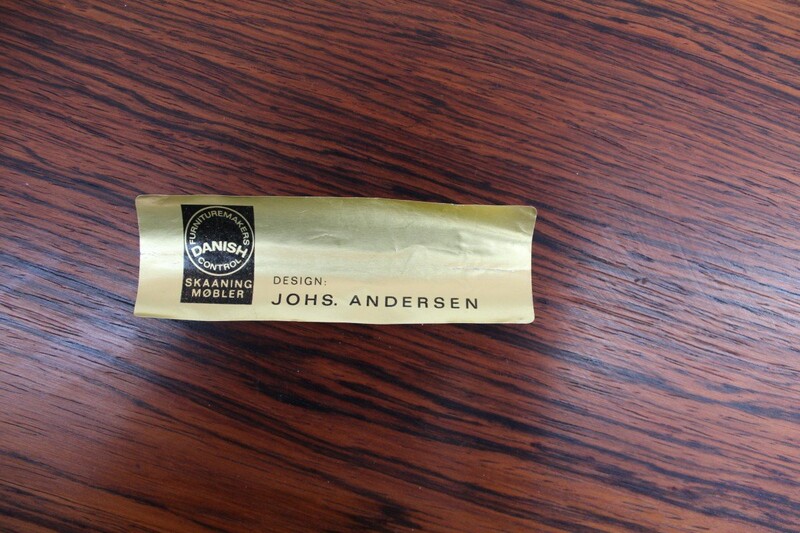 FURNITUREMAKERS
DANISH
CONTROL
SKAANING
MØBLER
DESIGN:
JOHS. ANDERSEN